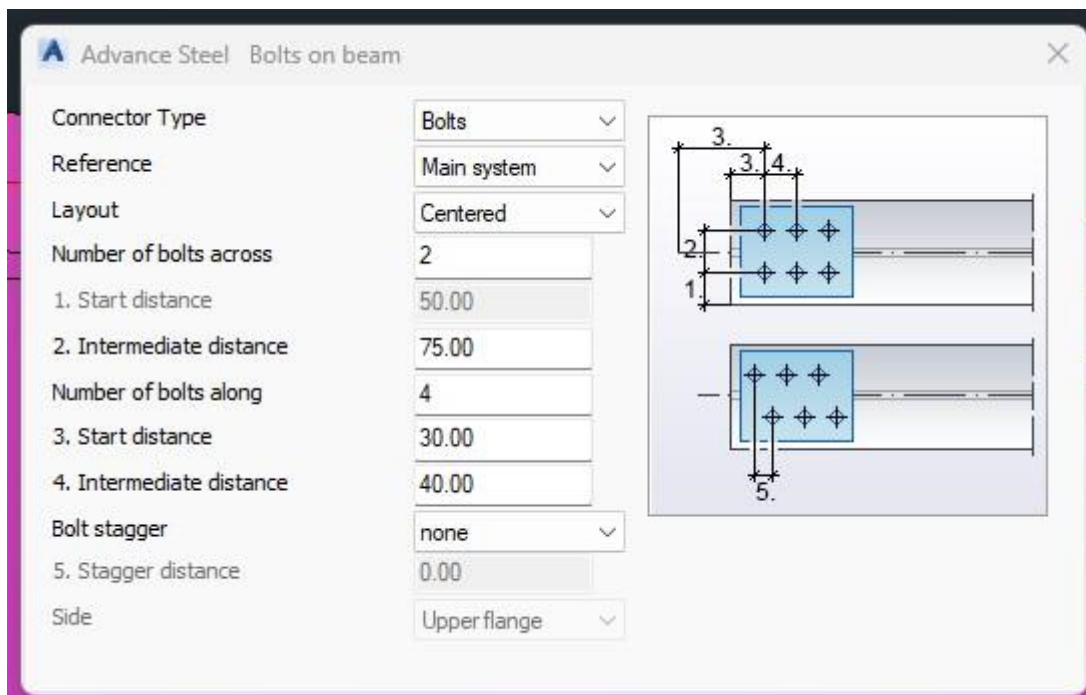 Advance Steel Bolts on beam
Connector Type Bolts
Reference Main system
Layout Centered
Number of bolts across 2
1. Start distance 50.00
2. Intermediate distance 75.00
Number of bolts along 4
3. Start distance 30.00
4. Intermediate distance 40.00
Bolt stagger none
5. Stagger distance 0.00
Side Upper flange
3.
3. 4.
2.
1.
5.